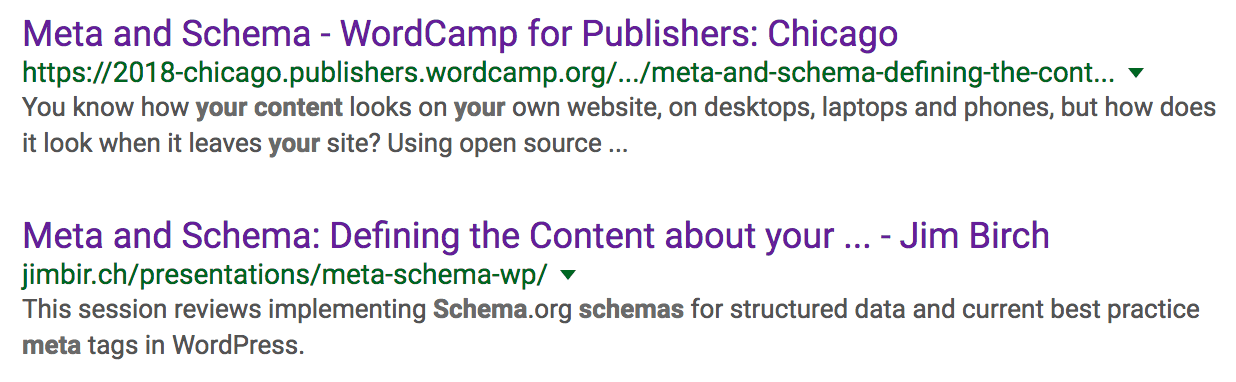 Meta and Schema - WordCamp for Publishers: Chicago
https://2018-chicago.publishers.wordcamp.org/.../meta-and-schema-defining-the-cont...
You know how your content looks on your own website, on desktops, laptops and phones, but how does
it look when it leaves your site? Using open source ...
Meta and Schema: Defining the Content about your ... - Jim Birch
jimbir.ch/presentations/meta-schema-wp/
This session reviews implementing Schema.org schemas for structured data and current best practice
meta tags in WordPress.